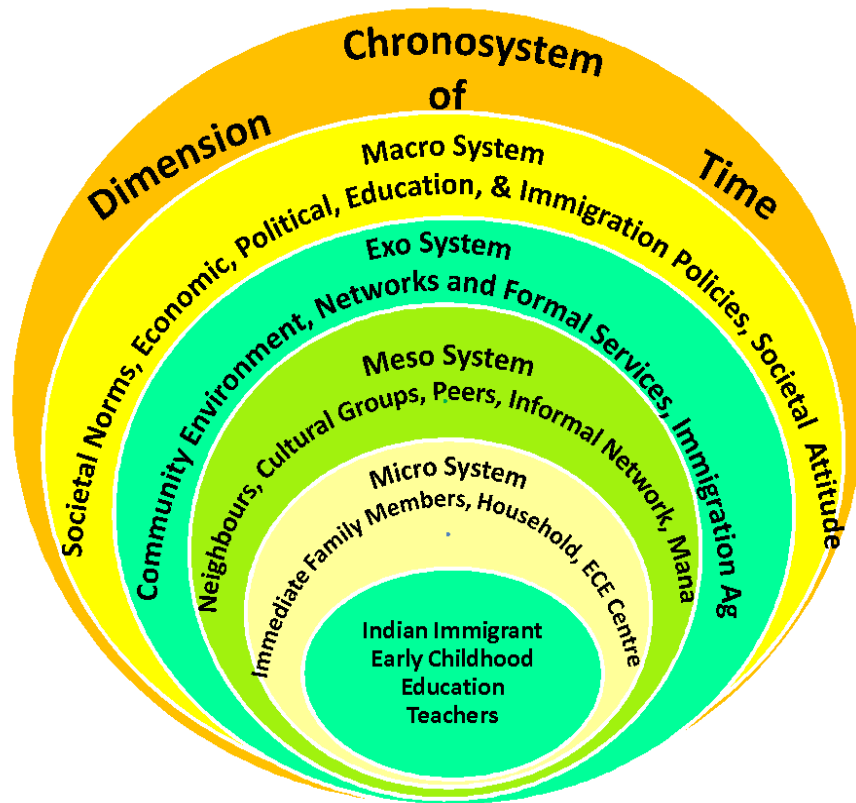 Chronosystem
of
Dimension
Time
Macro System
Societal Norms, Economic, Political, Education, & Immigration Policies, Societal Attitude
Exo System
Community Environment, Networks and Formal Services, Immigration Ag
Meso System
Neighbours, Cultural Groups, Peers, Informal Network, Mana
Micro System
Immediate Family Members, Household, ECE Centre
Indian Immigrant
Early Childhood
Education
Teachers